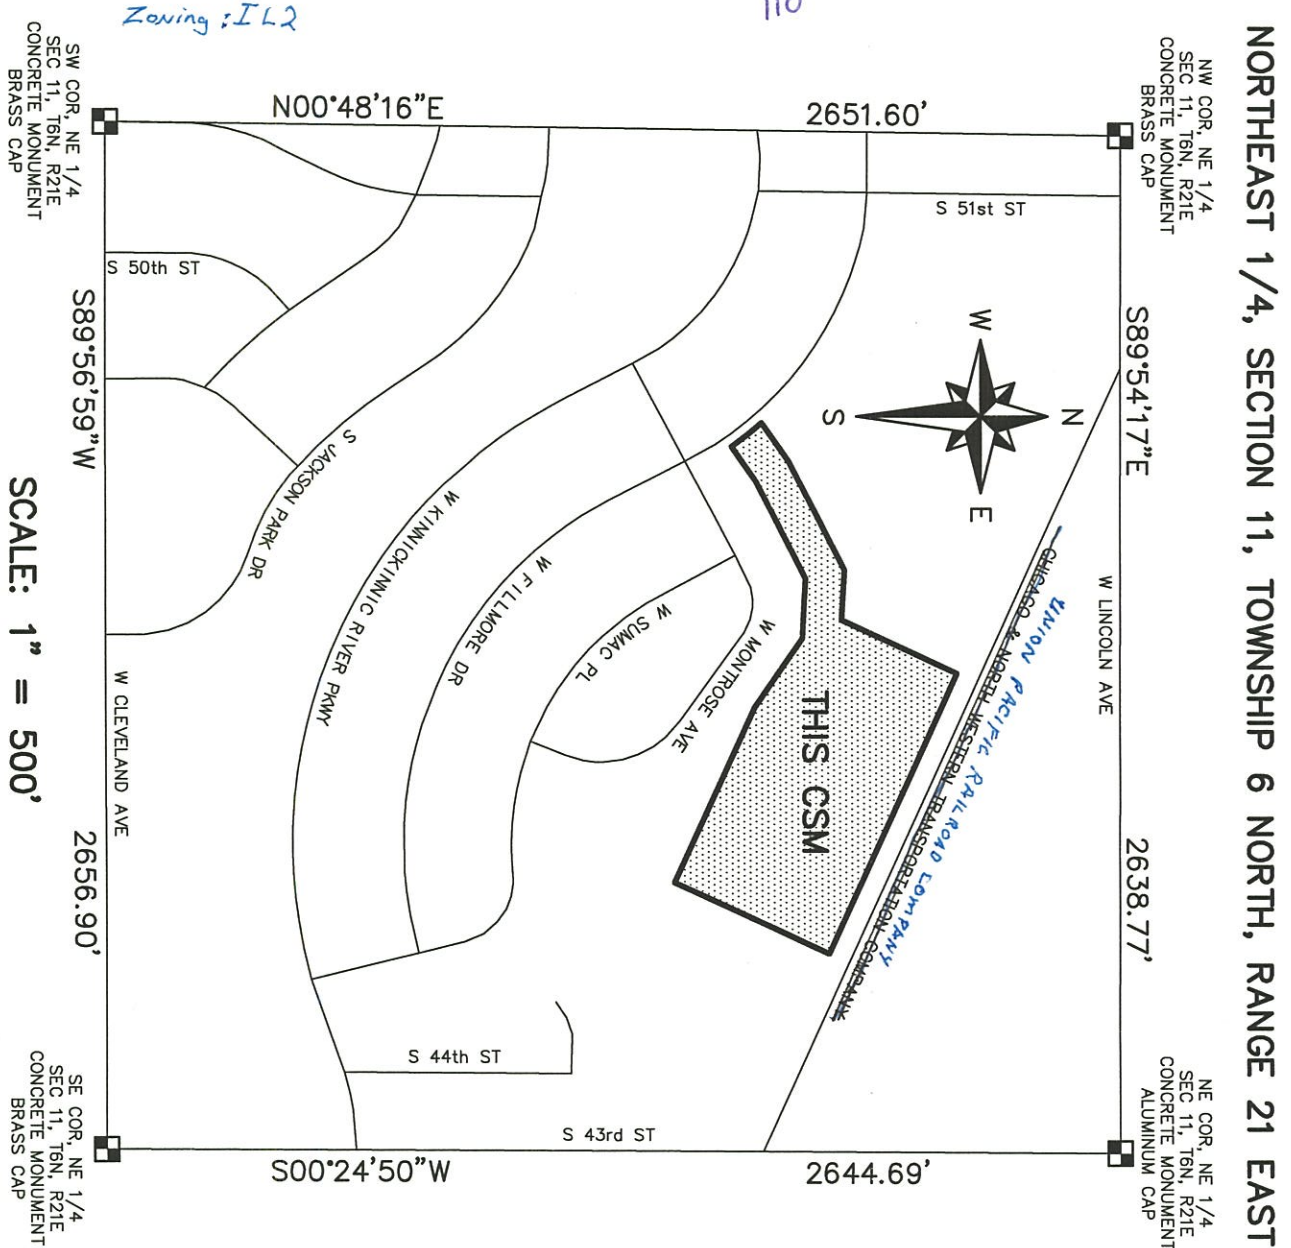 NORTHEAST 1/4, SECTION 11, TOWNSHIP 6 NORTH, RANGE 21 EAST
NW COR, NE 1/4
SEC 11, T6N, R21E
CONCRETE MONUMENT
BRASS CAP
S89°54'17"E
2638.77'
NE COR, NE 1/4
SEC 11, T6N, R21E
CONCRETE MONUMENT
ALUMINUM CAP
W LINCOLN AVE
N
W
E
S
UNION PACIFIC RAILROAD COMPANY
CHICAGO & NORTH WESTERN TRANSPORTATION COMPANY
2651.60'
S 51st ST
THIS CSM
W MONTROSE AVE
W SUMAC PL
W FILLMORE DR
W KINNICKINNIC RIVER PKWY
S JACKSON PARK DR
S 50th ST
S 44th ST
S 43rd ST
2644.69'
N00°48'16"E
S00°24'50"W
W CLEVELAND AVE
SW COR, NE 1/4
SEC 11, T6N, R21E
CONCRETE MONUMENT
BRASS CAP
S89°56'59"W
2656.90'
SE COR, NE 1/4
SEC 11, T6N, R21E
CONCRETE MONUMENT
BRASS CAP
SCALE: 1" = 500'
Zoning: IL2